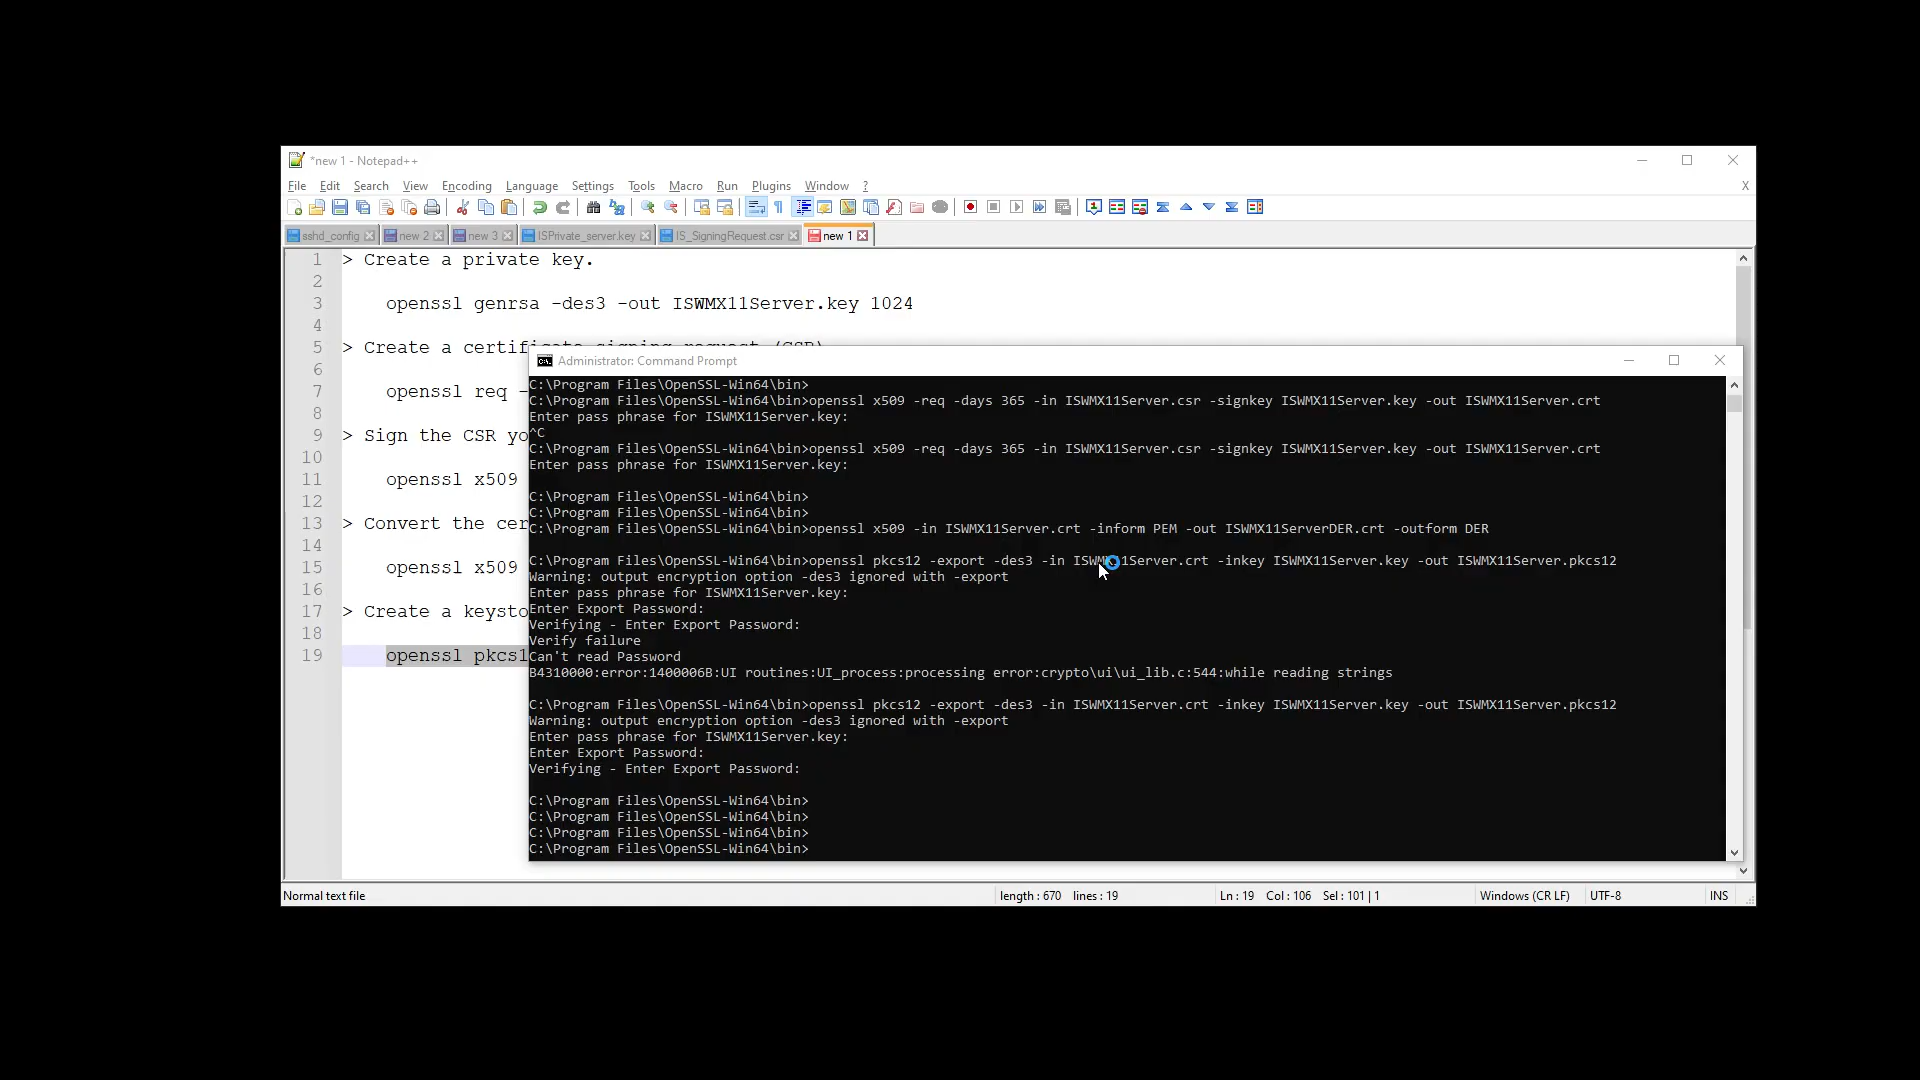 *new 1 - Notepad++
File Edit Search View Encoding Language Settings Tools Macro Run Plugins Window ? X
sshd_config new 2 new 3 ISPrivate_server.key IS_SigningRequest.csr new 1
1 > Create a private key.
2
3 openssl genrsa -des3 -out ISWMX11Server.key 1024
4
5 > Create a certificate signing request (CSR)
6
7 openssl req -
8
9 > Sign the CSR yo
10
11 openssl x509
12
13 > Convert the cer
14
15 openssl x509
16
17 > Create a keysto
18
19 openssl pkcs1
Administrator: Command Prompt
C:\Program Files\OpenSSL-Win64\bin>
C:\Program Files\OpenSSL-Win64\bin>openssl x509 -req -days 365 -in ISWMX11Server.csr -signkey ISWMX11Server.key -out ISWMX11Server.crt
Enter pass phrase for ISWMX11Server.key:
^C
C:\Program Files\OpenSSL-Win64\bin>openssl x509 -req -days 365 -in ISWMX11Server.csr -signkey ISWMX11Server.key -out ISWMX11Server.crt
Enter pass phrase for ISWMX11Server.key:
C:\Program Files\OpenSSL-Win64\bin>
C:\Program Files\OpenSSL-Win64\bin>
C:\Program Files\OpenSSL-Win64\bin>openssl x509 -in ISWMX11Server.crt -inform PEM -out ISWMX11ServerDER.crt -outform DER
C:\Program Files\OpenSSL-Win64\bin>openssl pkcs12 -export -des3 -in ISWMX11Server.crt -inkey ISWMX11Server.key -out ISWMX11Server.pkcs12
Warning: output encryption option -des3 ignored with -export
Enter pass phrase for ISWMX11Server.key:
Enter Export Password:
Verifying - Enter Export Password:
Verify failure
Can't read Password
B4310000:error:1400006B:UI routines:UI_process:processing error:crypto\ui\ui_lib.c:544:while reading strings
C:\Program Files\OpenSSL-Win64\bin>openssl pkcs12 -export -des3 -in ISWMX11Server.crt -inkey ISWMX11Server.key -out ISWMX11Server.pkcs12
Warning: output encryption option -des3 ignored with -export
Enter pass phrase for ISWMX11Server.key:
Enter Export Password:
Verifying - Enter Export Password:
C:\Program Files\OpenSSL-Win64\bin>
C:\Program Files\OpenSSL-Win64\bin>
C:\Program Files\OpenSSL-Win64\bin>
C:\Program Files\OpenSSL-Win64\bin>
Normal text file length : 670 lines : 19 Ln : 19 Col : 106 Sel : 101 | 1 Windows (CR LF) UTF-8 INS